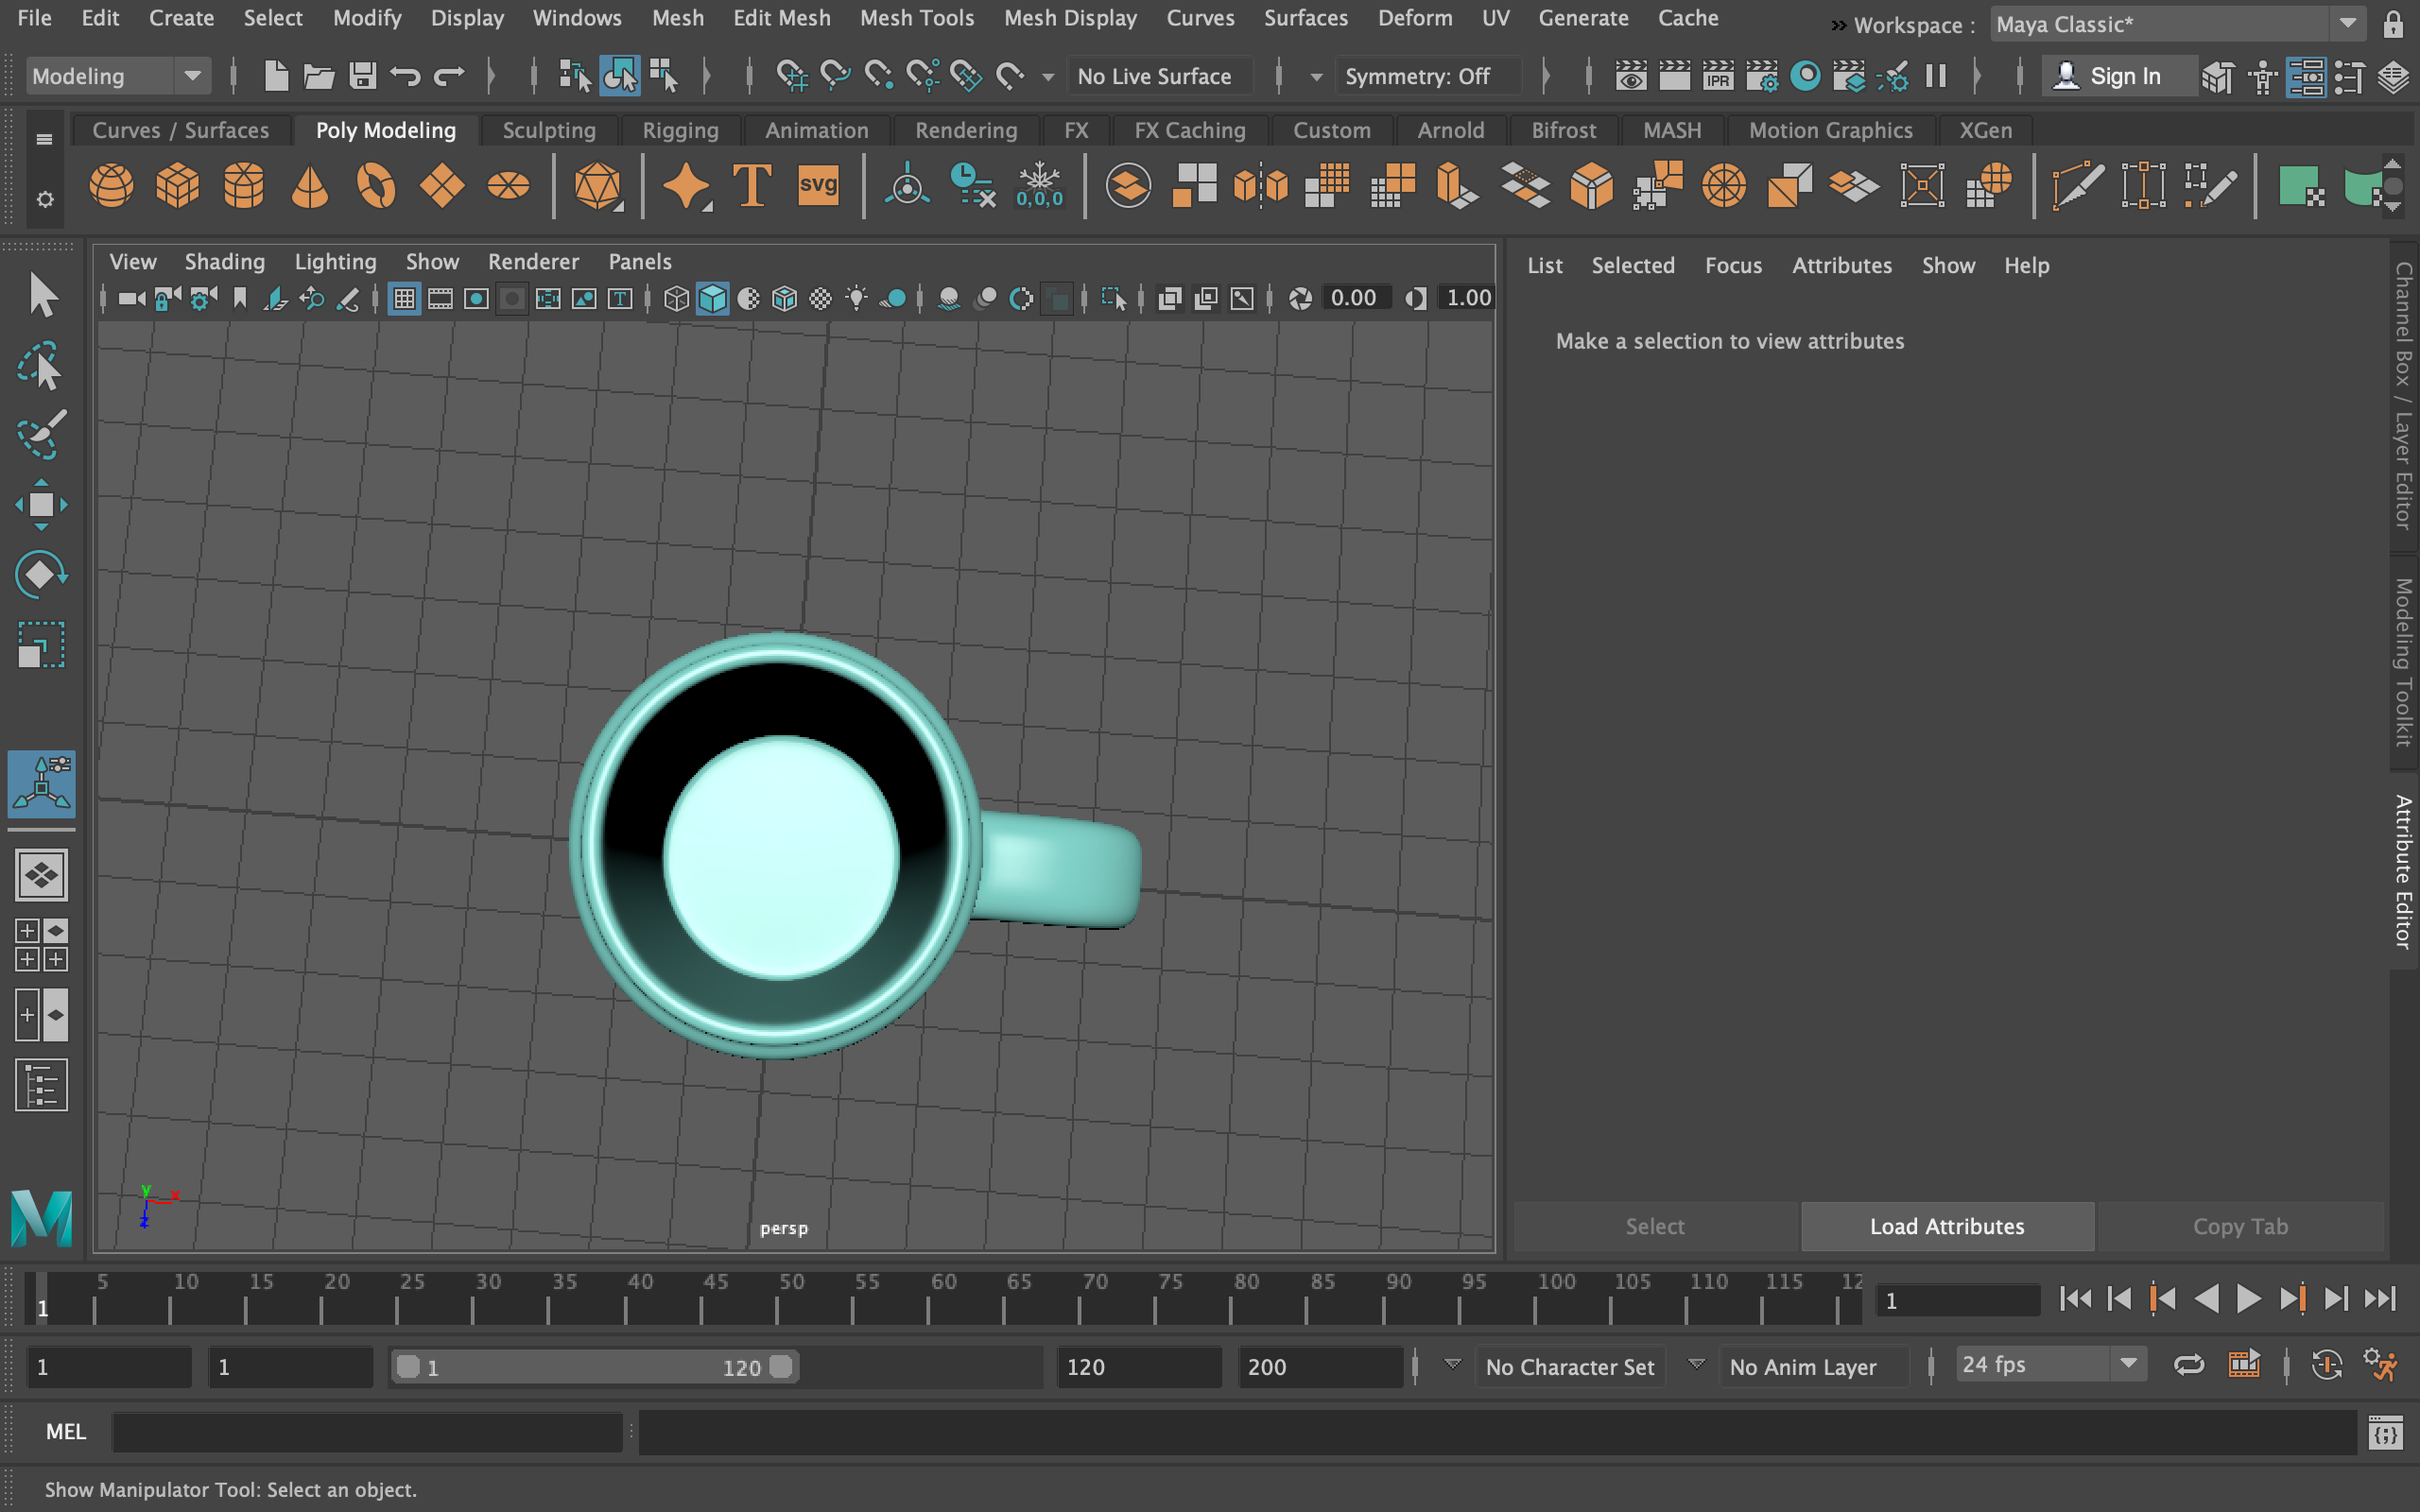 File Edit Create Select Modify Display Windows Mesh Edit Mesh Mesh Tools Mesh Display Curves Surfaces Deform UV Generate Cache Workspace : Maya Classic*
Modeling No Live Surface Symmetry: Off IPR Sign In
Curves / Surfaces Poly Modeling Sculpting Rigging Animation Rendering FX FX Caching Custom Arnold Bifrost MASH Motion Graphics XGen
T svg 0,0,0
View Shading Lighting Show Renderer Panels
T 0.00 1.00
List Selected Focus Attributes Show Help
Make a selection to view attributes
Channel Box / Layer Editor
Modeling Toolkit
Attribute Editor
y x
z
persp
Select Load Attributes Copy Tab
5 10 15 20 25 30 35 40 45 50 55 60 65 70 75 80 85 90 95 100 105 110 115 12
1 1
1 1 1 120 120 200 No Character Set No Anim Layer 24 fps
MEL
Show Manipulator Tool: Select an object.